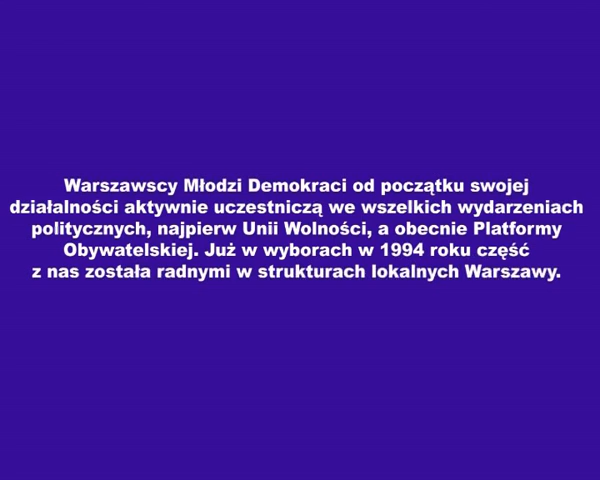 Warszawscy Młodzi Demokraci od początku swojej
działalności aktywnie uczestniczą we wszelkich wydarzeniach
politycznych, najpierw Unii Wolności, a obecnie Platformy
Obywatelskiej. Już w wyborach w 1994 roku część
z nas została radnymi w strukturach lokalnych Warszawy.